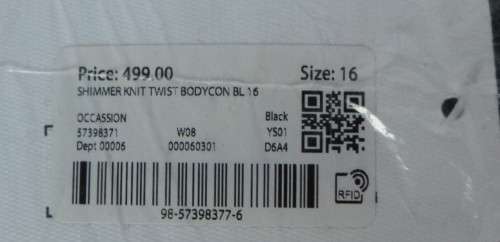 Price: 499.00 Size: 16
SHIMMER KNIT TWIST BODYCON BL 16
OCCASSION Black
57398371 W08 YS01
Dept 00006 000060301 D6A4
RFID
98-57398377-6